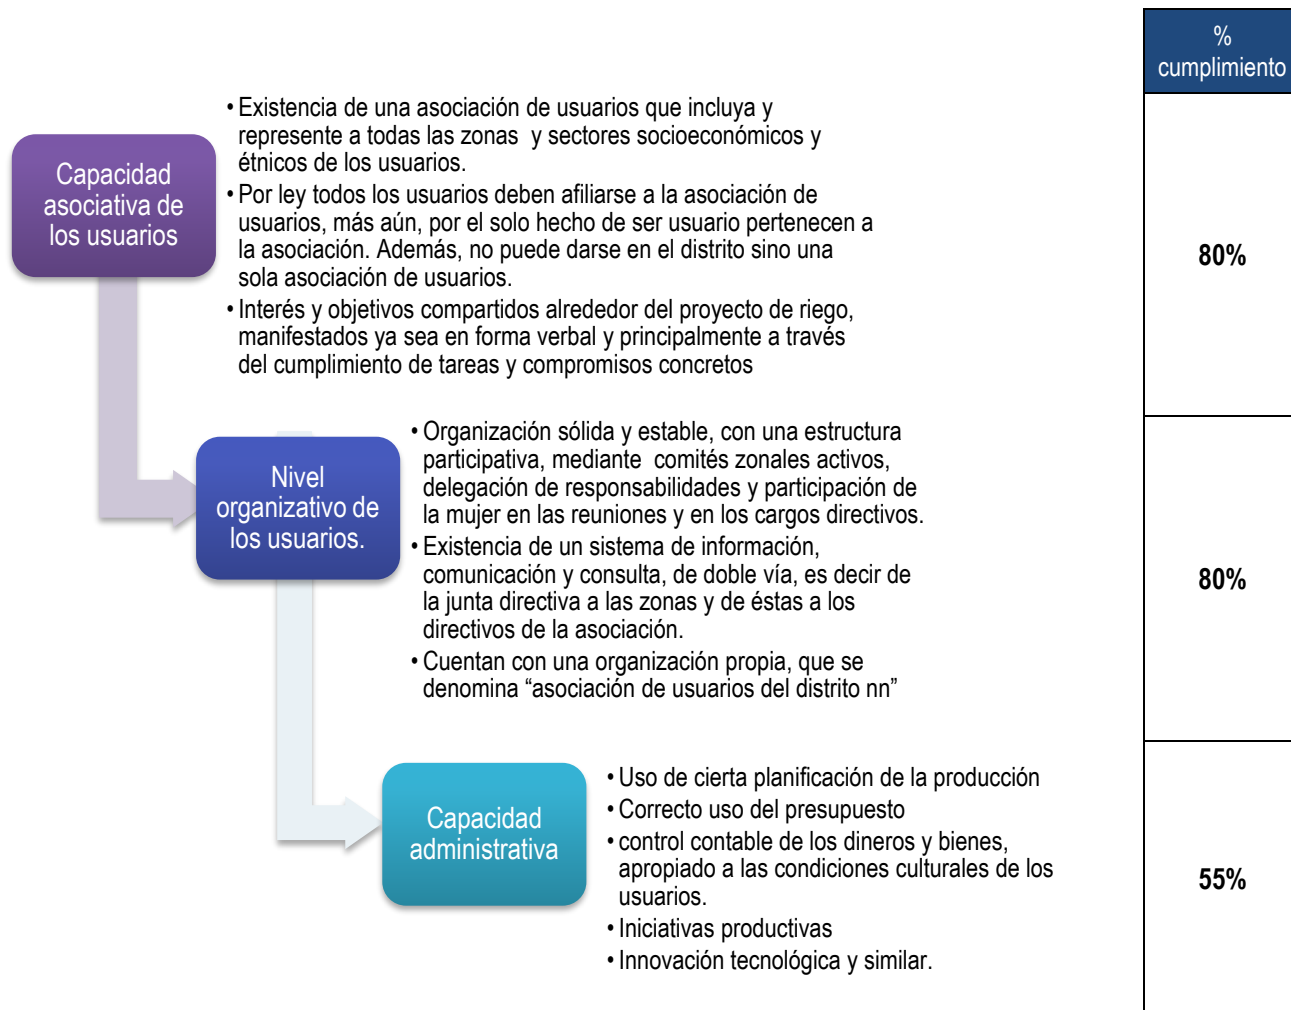 %
cumplimiento
Capacidad
asociativa de
los usuarios
• Existencia de una asociación de usuarios que incluya y
represente a todas las zonas y sectores socioeconómicos y
étnicos de los usuarios.
• Por ley todos los usuarios deben afiliarse a la asociación de
usuarios, más aún, por el solo hecho de ser usuario pertenecen a
la asociación. Además, no puede darse en el distrito sino una
sola asociación de usuarios.
• Interés y objetivos compartidos alrededor del proyecto de riego,
manifestados ya sea en forma verbal y principalmente a través
del cumplimiento de tareas y compromisos concretos
80%
Nivel
organizativo de
los usuarios.
• Organización sólida y estable, con una estructura
participativa, mediante comités zonales activos,
delegación de responsabilidades y participación de
la mujer en las reuniones y en los cargos directivos.
• Existencia de un sistema de información,
comunicación y consulta, de doble vía, es decir de
la junta directiva a las zonas y de éstas a los
directivos de la asociación.
• Cuentan con una organización propia, que se
denomina “asociación de usuarios del distrito nn”
80%
Capacidad
administrativa
• Uso de cierta planificación de la producción
• Correcto uso del presupuesto
• control contable de los dineros y bienes,
apropiado a las condiciones culturales de los
usuarios.
• Iniciativas productivas
• Innovación tecnológica y similar.
55%